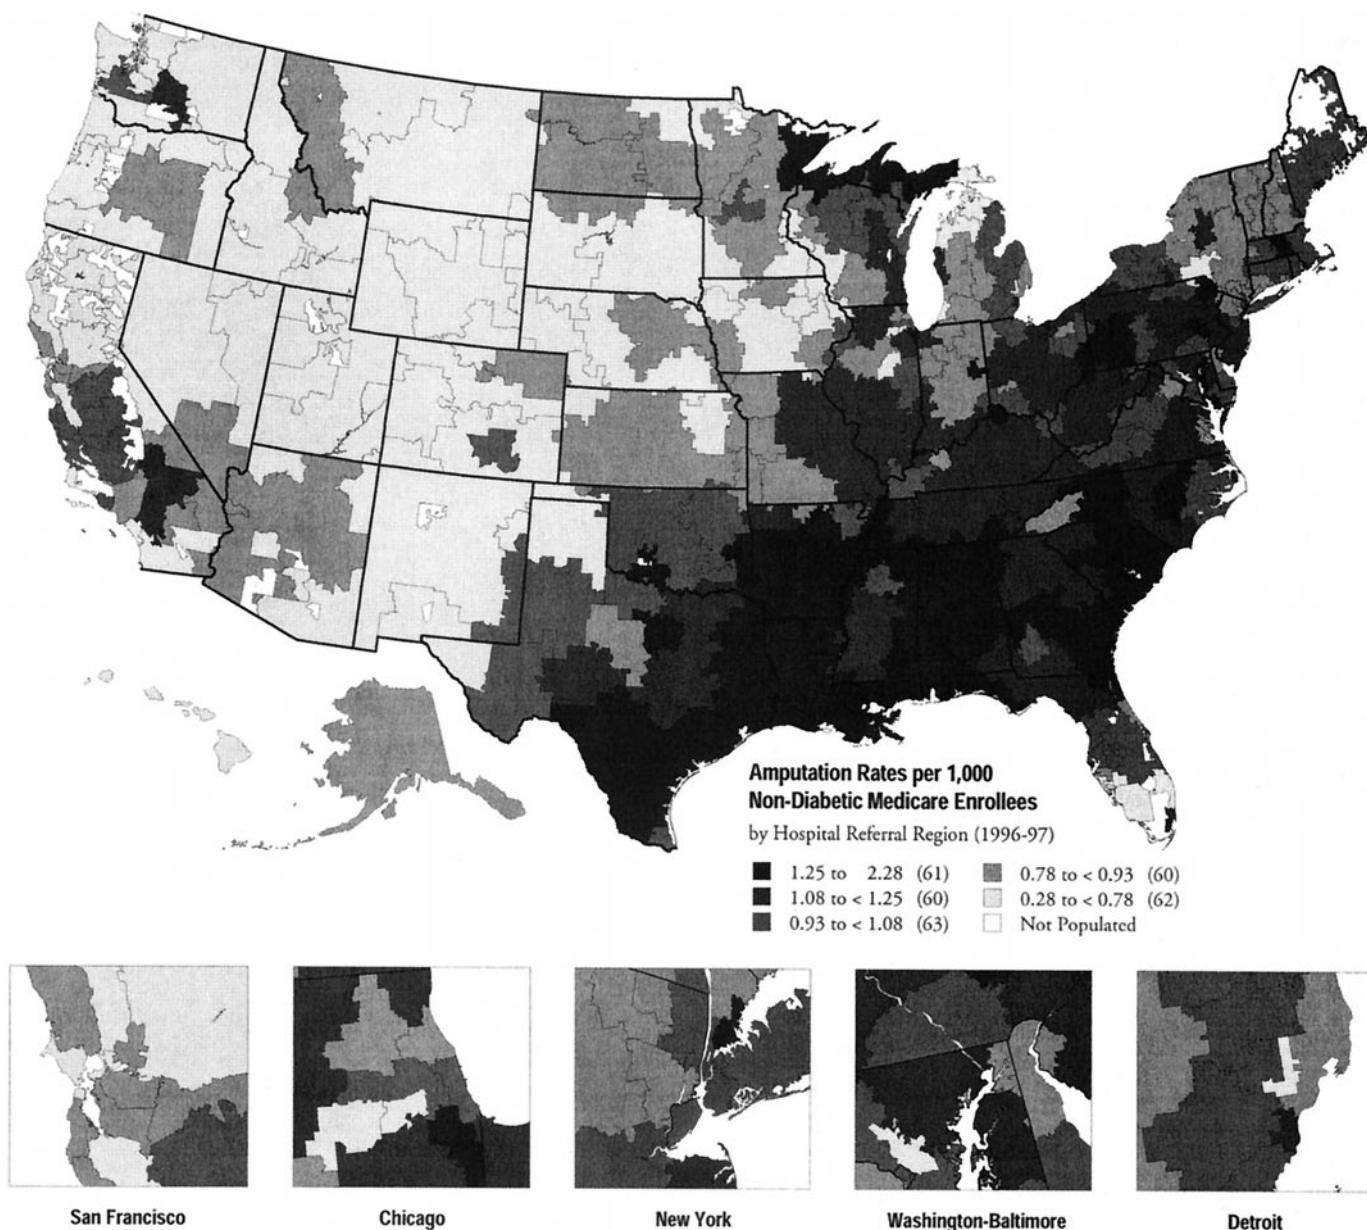 Amputation Rates per 1,000
Non-Diabetic Medicare Enrollees
by Hospital Referral Region (1996-97)
1.25 to 2.28 (61)
1.08 to < 1.25 (60)
0.93 to < 1.08 (63)
0.78 to < 0.93 (60)
0.28 to < 0.78 (62)
Not Populated
San Francisco
Chicago
New York
Washington-Baltimore
Detroit